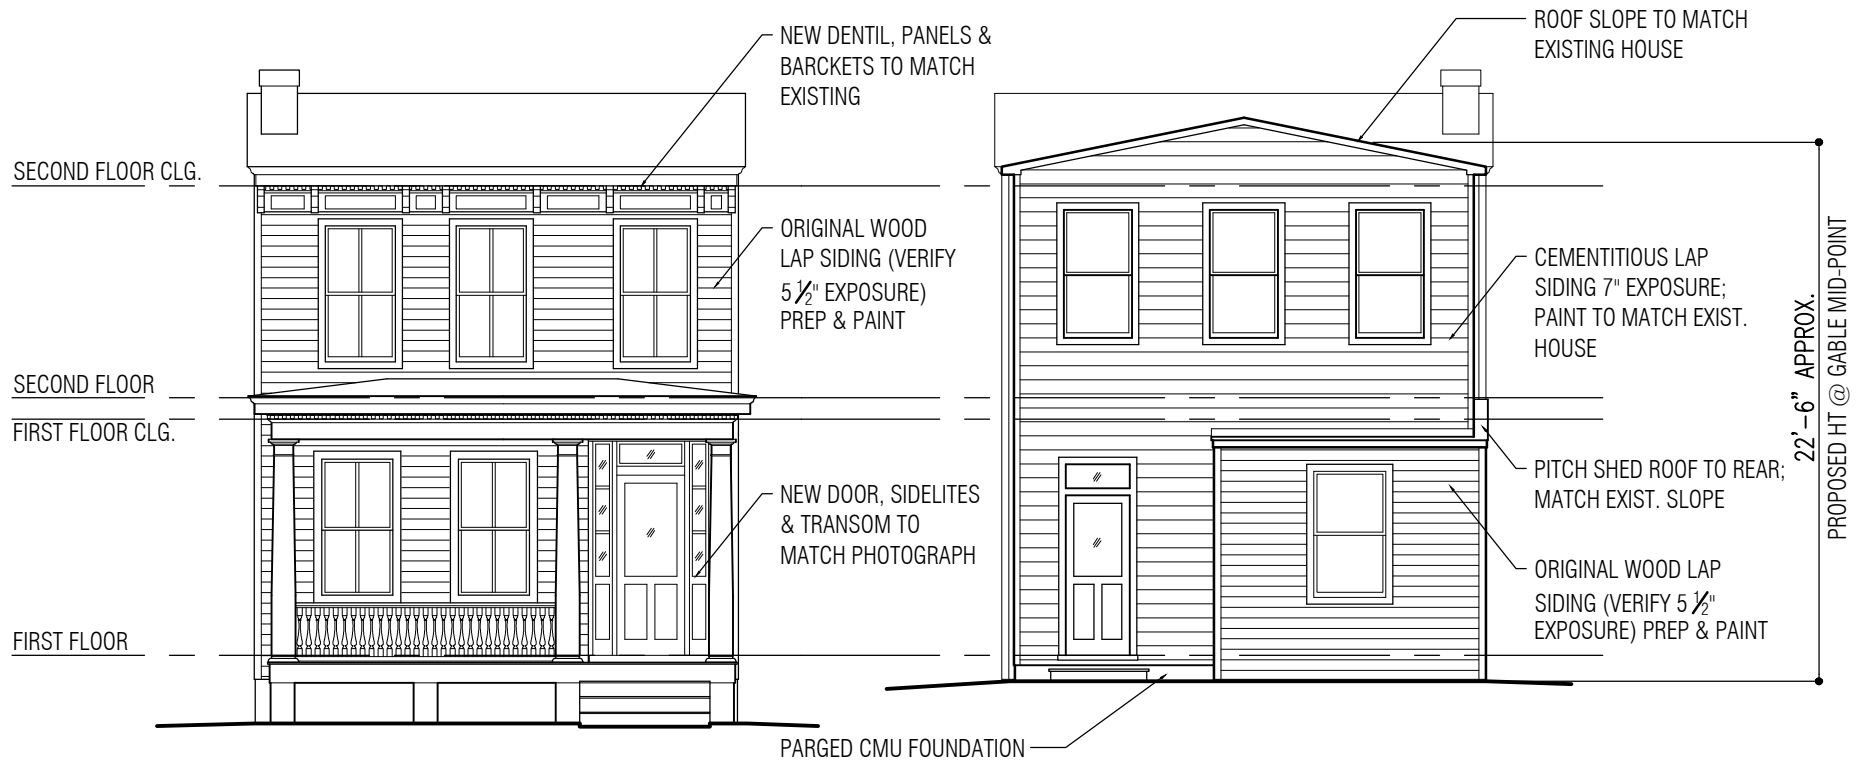 NEW DENTIL, PANELS &
BARCKETS TO MATCH
EXISTING
ROOF SLOPE TO MATCH
EXISTING HOUSE
SECOND FLOOR CLG.
ORIGINAL WOOD
LAP SIDING (VERIFY
5 1/2" EXPOSURE)
PREP & PAINT
CEMENTITIOUS LAP
SIDING 7" EXPOSURE;
PAINT TO MATCH EXIST.
HOUSE
22'-6" APPROX.
PROPOSED HT @ GABLE MID-POINT
SECOND FLOOR
FIRST FLOOR CLG.
PITCH SHED ROOF TO REAR;
MATCH EXIST. SLOPE
NEW DOOR, SIDELITES
& TRANSOM TO
MATCH PHOTOGRAPH
ORIGINAL WOOD LAP
SIDING (VERIFY 5 1/2"
EXPOSURE) PREP & PAINT
FIRST FLOOR
PARGED CMU FOUNDATION